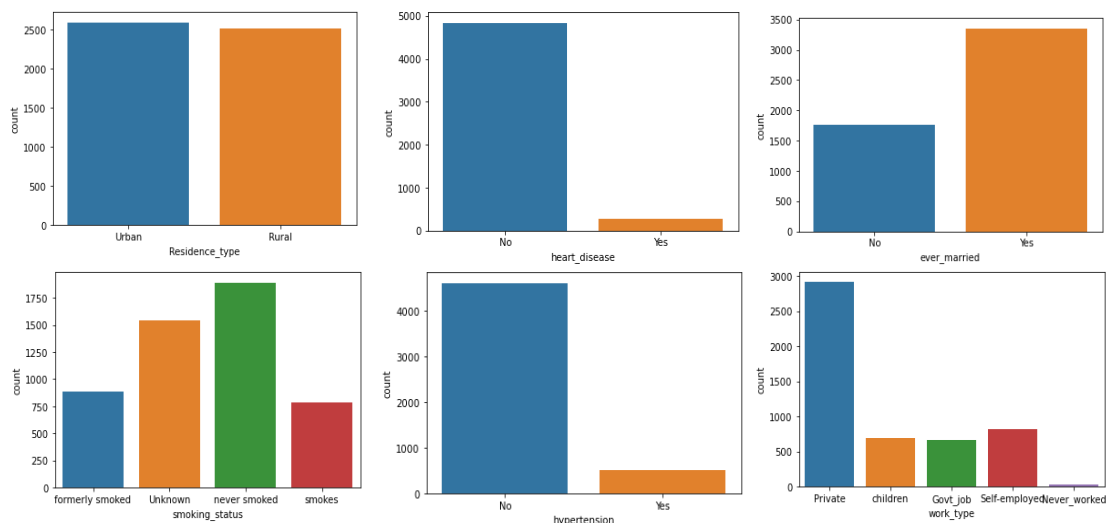 count
2500
2000
1500
1000
500
0
Urban
Rural
Residence_type
count
5000
4000
3000
2000
1000
0
No
Yes
heart_disease
count
3500
3000
2500
2000
1500
1000
500
0
No
Yes
ever_married
count
1750
1500
1250
1000
750
500
250
0
formerly smoked
Unknown
never smoked
smokes
smoking_status
count
4000
3000
2000
1000
0
No
Yes
hypertension
count
3000
2500
2000
1500
1000
500
0
Private
children
Govt_job
Self-employed
Never_worked
work_type